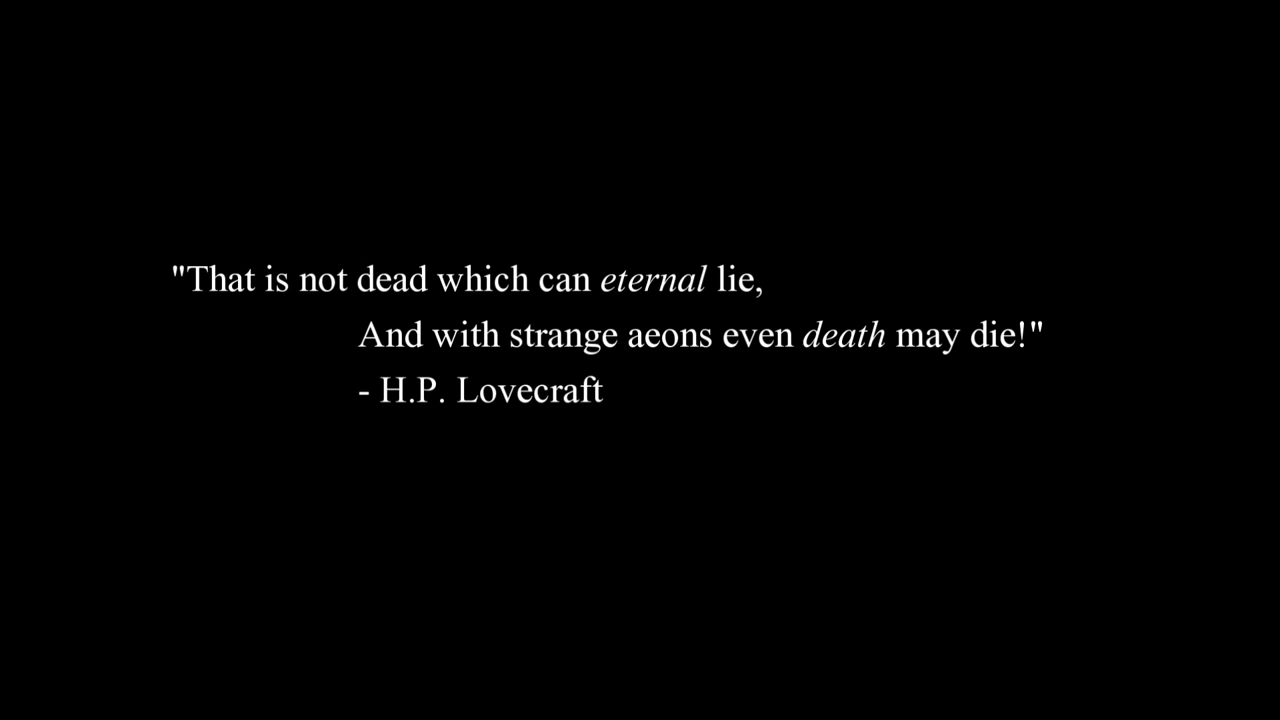 "That is not dead which can eternal lie,
And with strange aeons even death may die!"
- H.P. Lovecraft